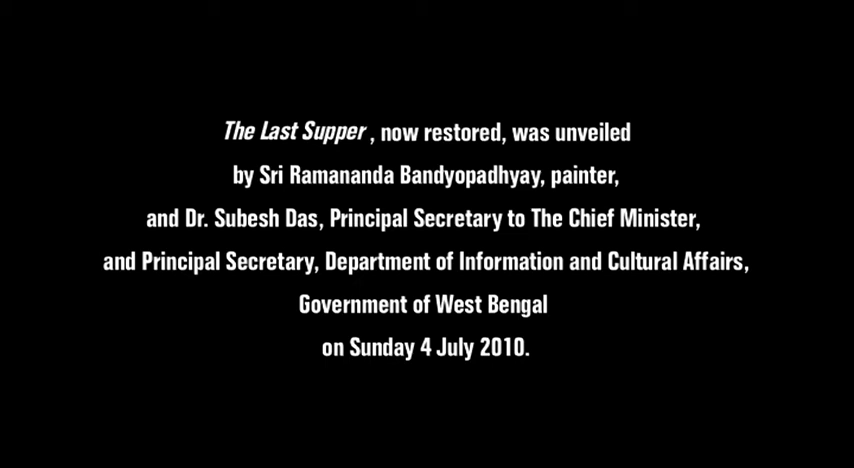 The Last Supper , now restored, was unveiled
by Sri Ramananda Bandyopadhyay, painter,
and Dr. Subesh Das, Principal Secretary to The Chief Minister,
and Principal Secretary, Department of Information and Cultural Affairs,
Government of West Bengal
on Sunday 4 July 2010.